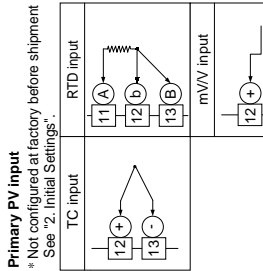 Primary PV input
* Not configured at factory before shipment
See "2. Initial Settings".
TC input
12 +
13 -
RTD input
11 A
12 b
13 B
mV/V input
12 +